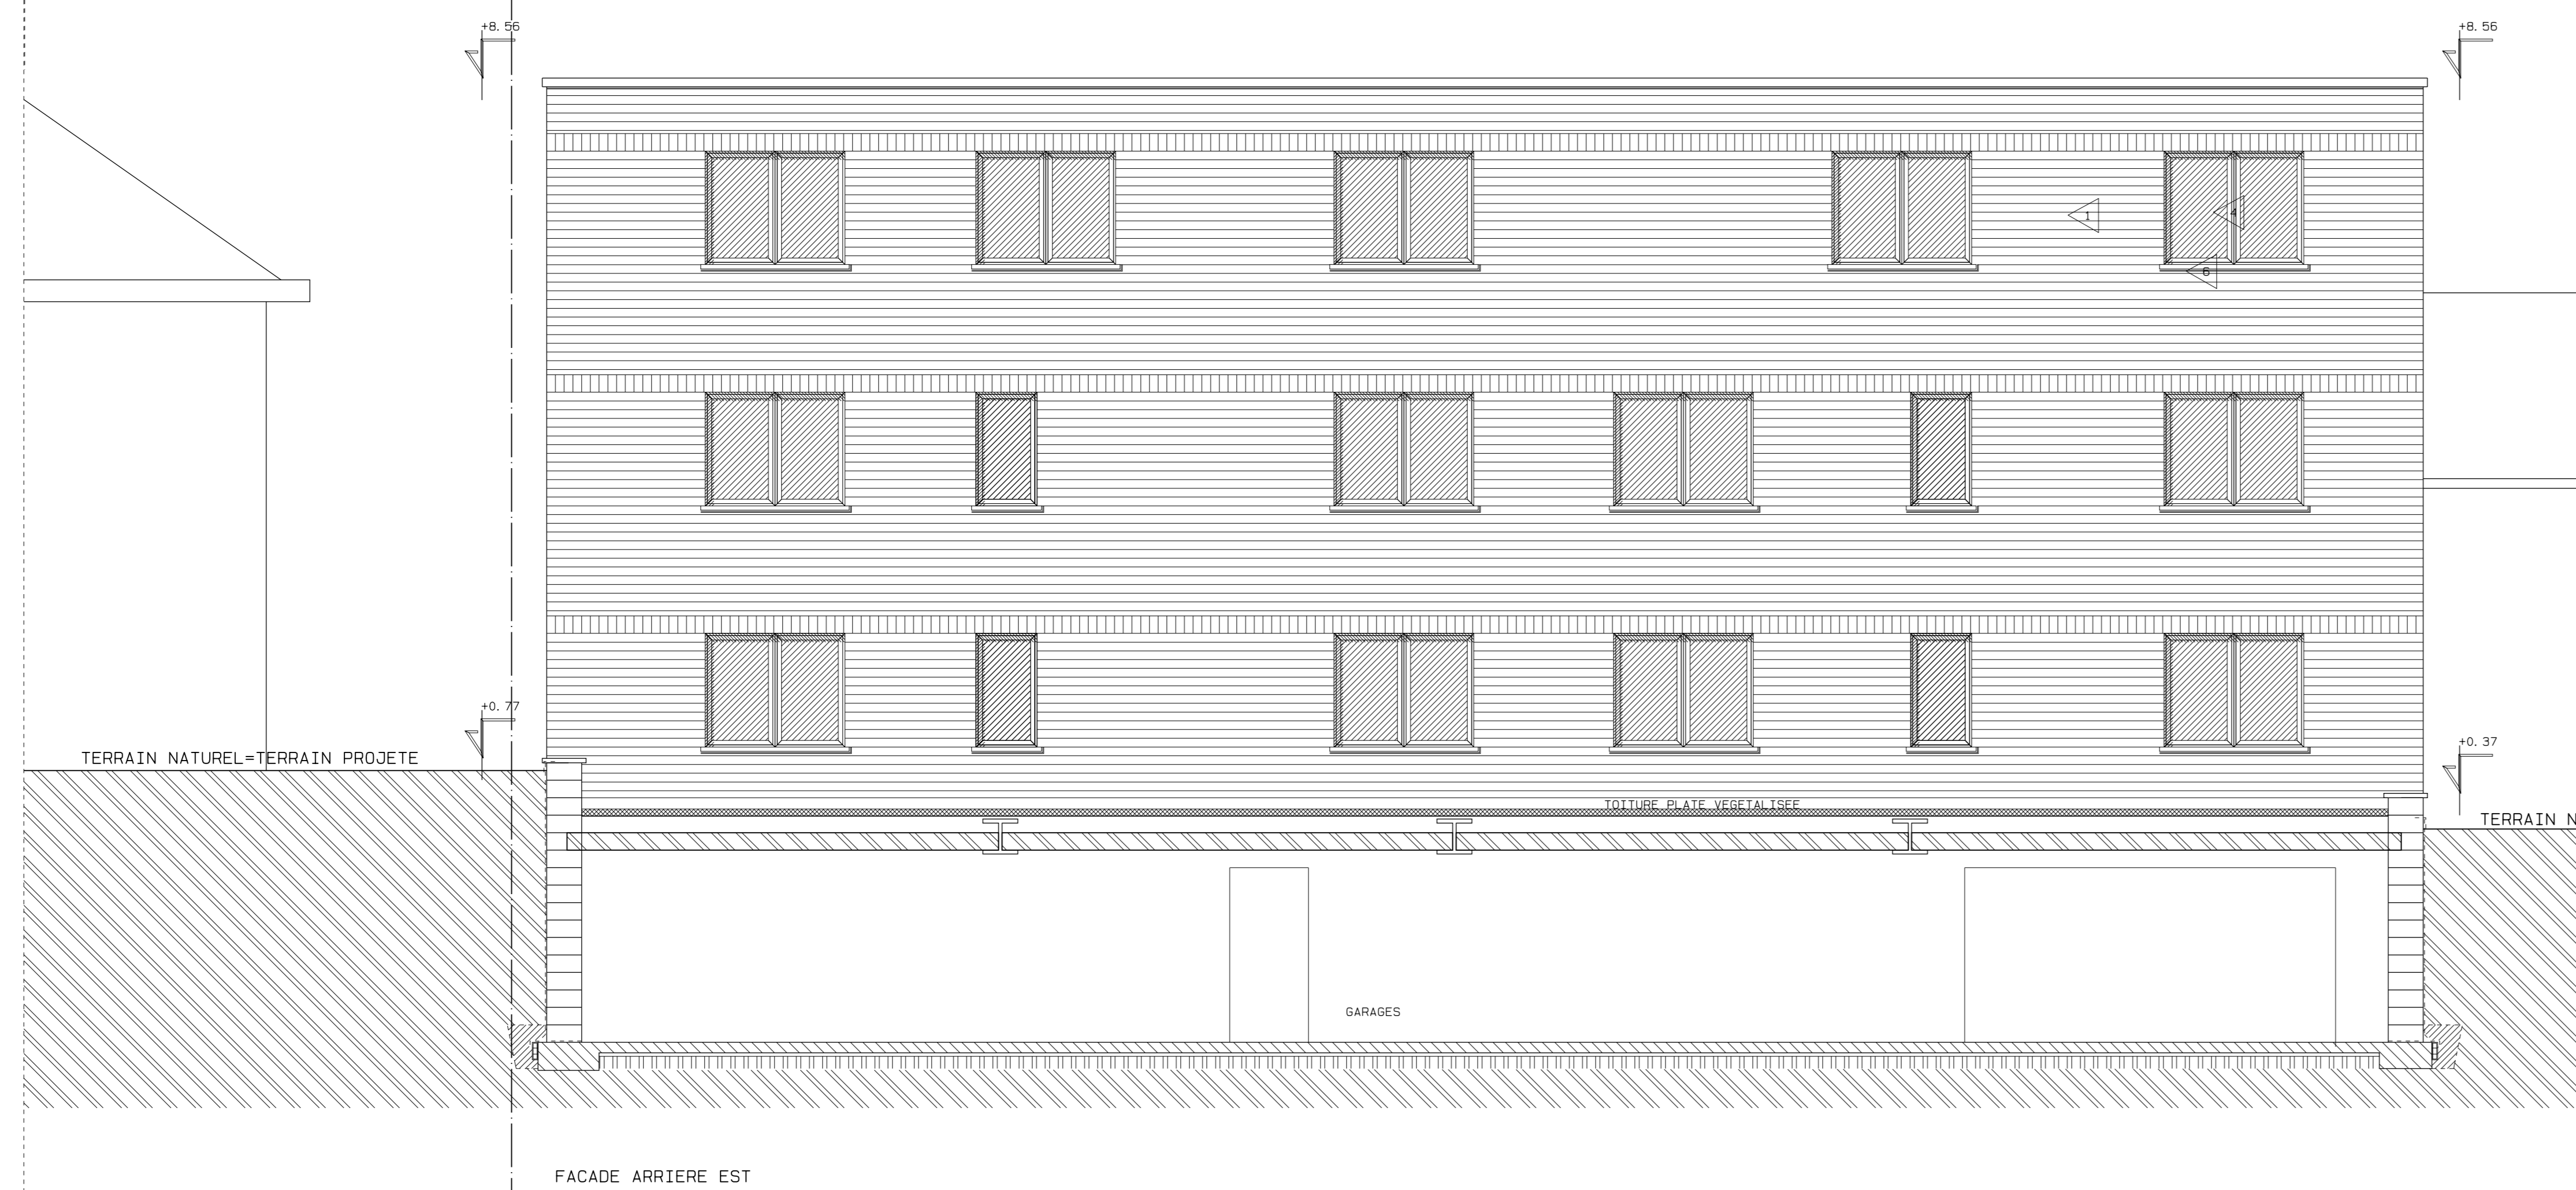 +8. 56
+8. 56
1
4
6
+0. 77
+0. 37
TERRAIN NATUREL=TERRAIN PROJETE
TOITURE PLATE VEGETALISEE
TERRAIN N
GARAGES
FACADE ARRIERE EST